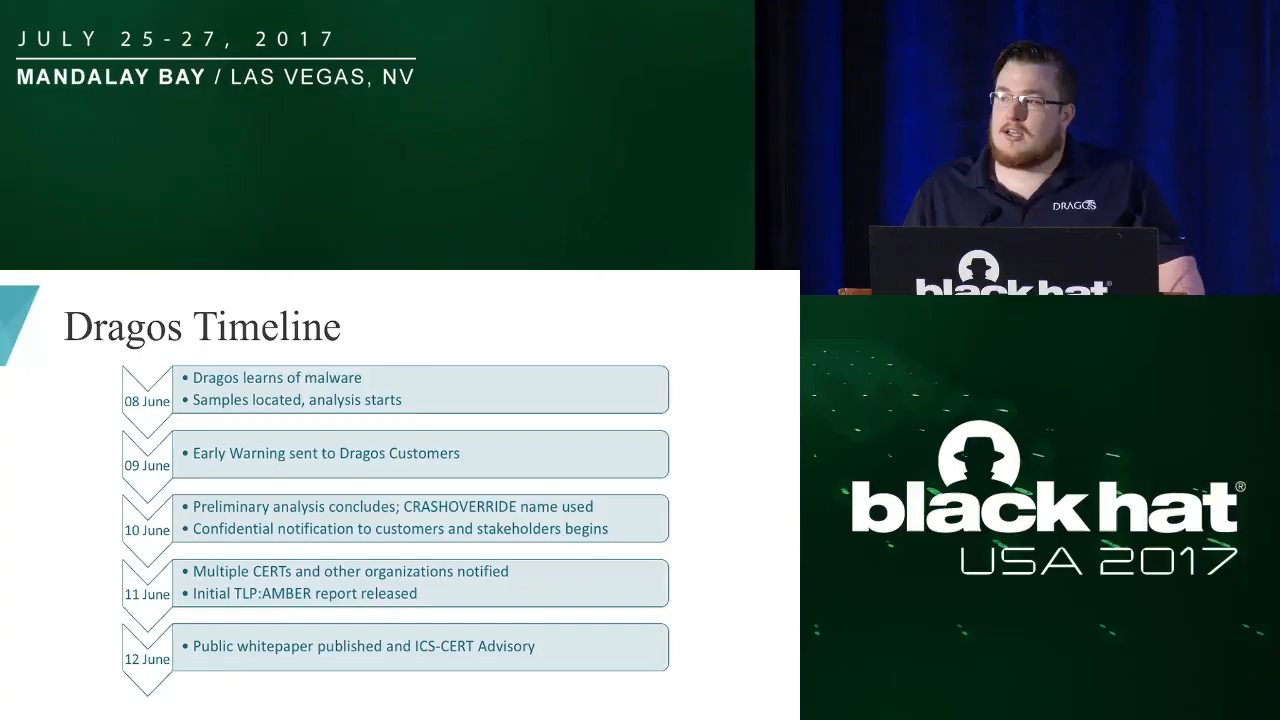 JULY 25-27, 2017
MANDALAY BAY / LAS VEGAS, NV
DRAGOS
black hat®
Dragos Timeline
08 June
• Dragos learns of malware
• Samples located, analysis starts
09 June
• Early Warning sent to Dragos Customers
10 June
• Preliminary analysis concludes; CRASHOVERRIDE name used
• Confidential notification to customers and stakeholders begins
11 June
• Multiple CERTs and other organizations notified
• Initial TLP:AMBER report released
12 June
• Public whitepaper published and ICS-CERT Advisory
black hat®
USA 2017